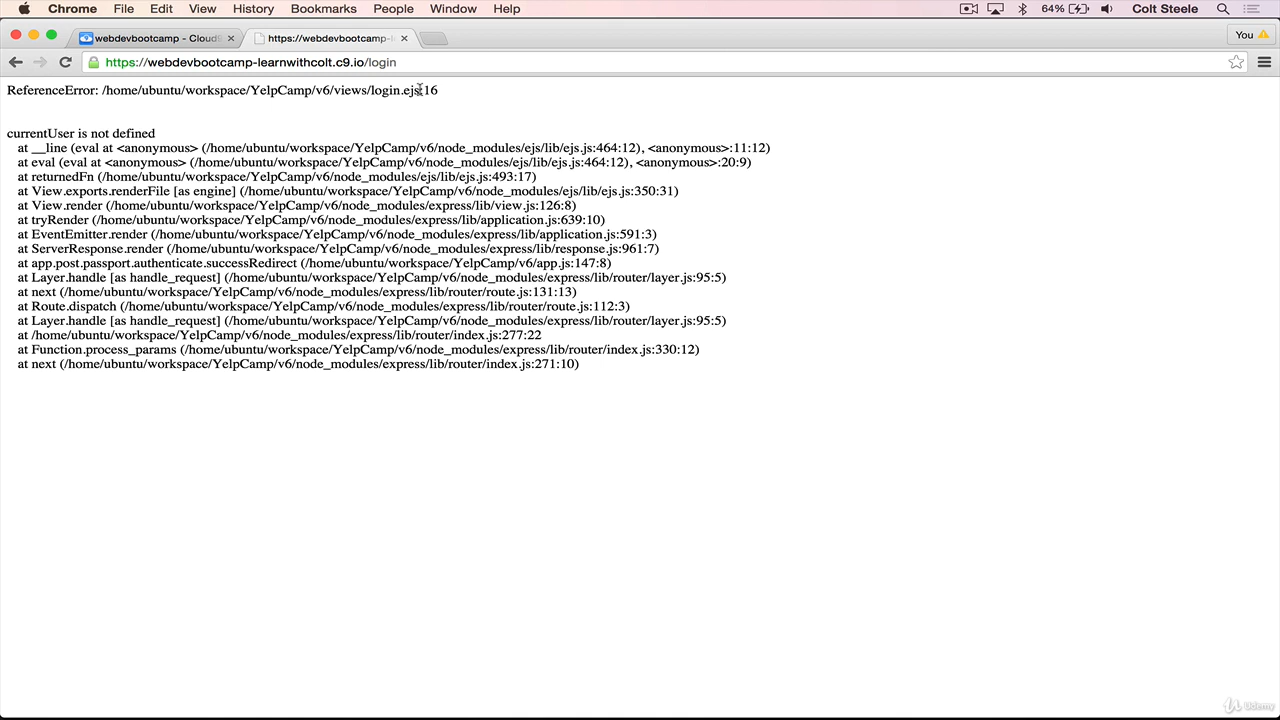 Chrome File Edit View History Bookmarks People Window Help 64% Colt Steele
webdevbootcamp - Cloud9 https://webdevbootcamp-l You
https://webdevbootcamp-learnwithcolt.c9.io/login
ReferenceError: /home/ubuntu/workspace/YelpCamp/v6/views/login.ejs:16
currentUser is not defined
at __line (eval at <anonymous> (/home/ubuntu/workspace/YelpCamp/v6/node_modules/ejs/lib/ejs.js:464:12), <anonymous>:11:12)
at eval (eval at <anonymous> (/home/ubuntu/workspace/YelpCamp/v6/node_modules/ejs/lib/ejs.js:464:12), <anonymous>:20:9)
at returnedFn (/home/ubuntu/workspace/YelpCamp/v6/node_modules/ejs/lib/ejs.js:493:17)
at View.exports.renderFile [as engine] (/home/ubuntu/workspace/YelpCamp/v6/node_modules/ejs/lib/ejs.js:350:31)
at View.render (/home/ubuntu/workspace/YelpCamp/v6/node_modules/express/lib/view.js:126:8)
at tryRender (/home/ubuntu/workspace/YelpCamp/v6/node_modules/express/lib/application.js:639:10)
at EventEmitter.render (/home/ubuntu/workspace/YelpCamp/v6/node_modules/express/lib/application.js:591:3)
at ServerResponse.render (/home/ubuntu/workspace/YelpCamp/v6/node_modules/express/lib/response.js:961:7)
at app.post.passport.authenticate.successRedirect (/home/ubuntu/workspace/YelpCamp/v6/app.js:147:8)
at Layer.handle [as handle_request] (/home/ubuntu/workspace/YelpCamp/v6/node_modules/express/lib/router/layer.js:95:5)
at next (/home/ubuntu/workspace/YelpCamp/v6/node_modules/express/lib/router/route.js:131:13)
at Route.dispatch (/home/ubuntu/workspace/YelpCamp/v6/node_modules/express/lib/router/route.js:112:3)
at Layer.handle [as handle_request] (/home/ubuntu/workspace/YelpCamp/v6/node_modules/express/lib/router/layer.js:95:5)
at /home/ubuntu/workspace/YelpCamp/v6/node_modules/express/lib/router/index.js:277:22
at Function.process_params (/home/ubuntu/workspace/YelpCamp/v6/node_modules/express/lib/router/index.js:330:12)
at next (/home/ubuntu/workspace/YelpCamp/v6/node_modules/express/lib/router/index.js:271:10)
Udemy